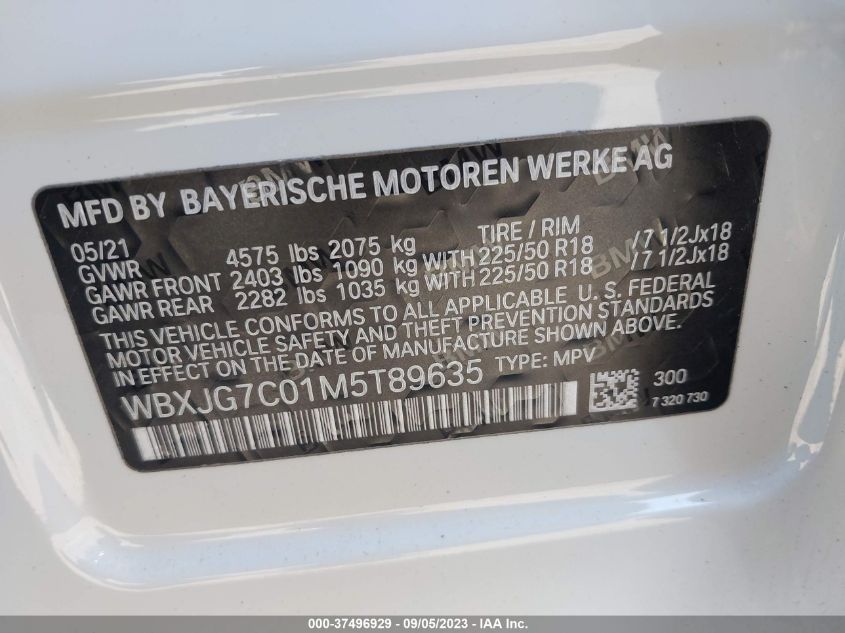 MFD BY BAYERISCHE MOTOREN WERKE AG
05/21 TIRE / RIM
GVWR 4575 lbs 2075 kg
GAWR FRONT 2403 lbs 1090 kg WITH 225/50 R18 /7 1/2Jx18
GAWR REAR 2282 lbs 1035 kg WITH 225/50 R18 /7 1/2Jx18
THIS VEHICLE CONFORMS TO ALL APPLICABLE U. S. FEDERAL
MOTOR VEHICLE SAFETY AND THEFT PREVENTION STANDARDS
IN EFFECT ON THE DATE OF MANUFACTURE SHOWN ABOVE.
WBXJG7C01M5T89635 TYPE: MPV
300
7 320 730
000-37496929 - 09/05/2023 - IAA Inc.